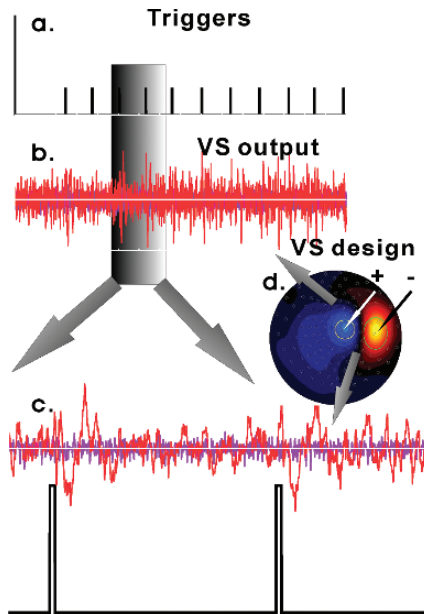 a.
Triggers
b.
VS output
VS design
d.
+ -
c.